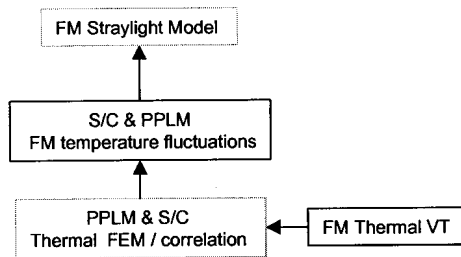 FM Straylight Model
S/C & PPLM
FM temperature fluctuations
PPLM & S/C
Thermal FEM / correlation
FM Thermal VT